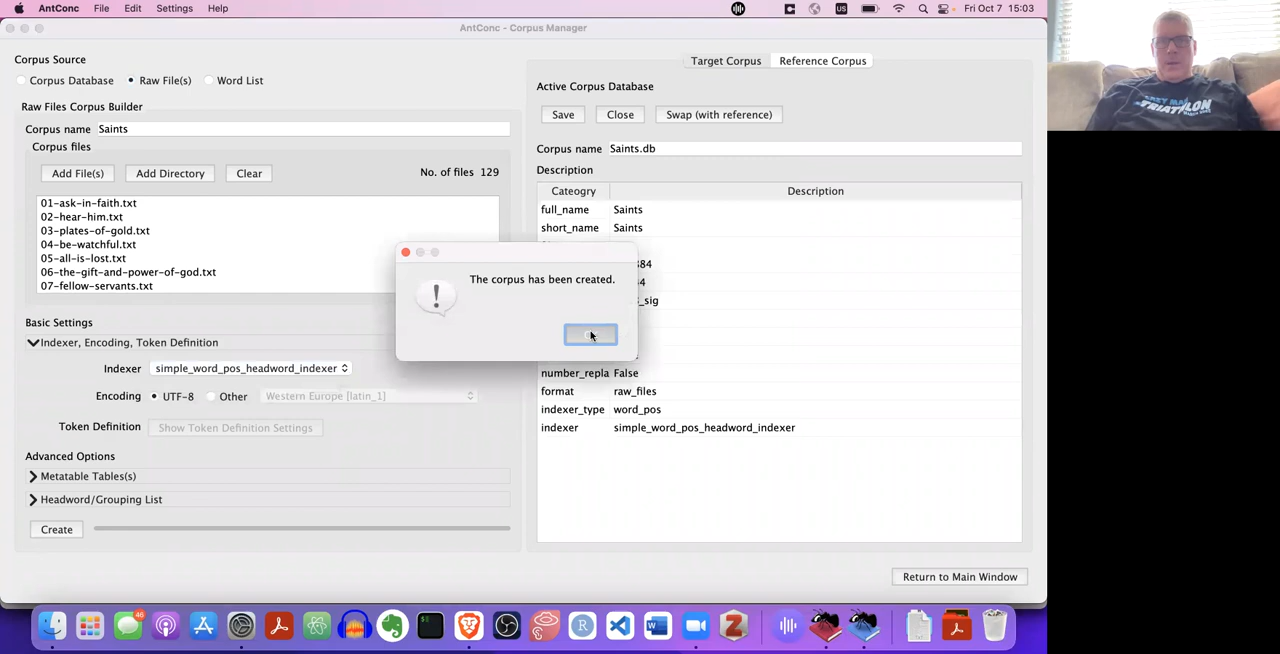 AntConc File Edit Settings Help
US
Fri Oct 7 15:03
AntConc - Corpus Manager
Corpus Source
Corpus Database Raw File(s) Word List
Raw Files Corpus Builder
Corpus name Saints
Corpus files
Add File(s) Add Directory Clear No. of files 129
01-ask-in-faith.txt
02-hear-him.txt
03-plates-of-gold.txt
04-be-watchful.txt
05-all-is-lost.txt
06-the-gift-and-power-of-god.txt
07-fellow-servants.txt
Basic Settings
Indexer, Encoding, Token Definition
Indexer simple_word_pos_headword_indexer
Encoding UTF-8 Other Western Europe [latin_1]
Token Definition Show Token Definition Settings
Advanced Options
Metatable Tables(s)
Headword/Grouping List
Create
The corpus has been created.
Target Corpus Reference Corpus
Active Corpus Database
Save Close Swap (with reference)
Corpus name Saints.db
Description
Cateogry Description
full_name Saints
short_name Saints
384
4
_sig
number_repla False
format raw_files
indexer_type word_pos
indexer simple_word_pos_headword_indexer
Return to Main Window
46
TRIATHLON